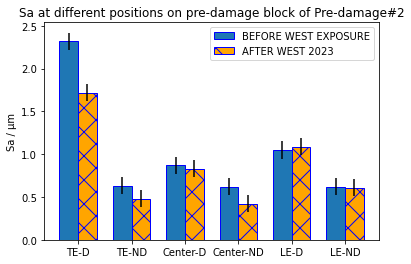 Sa at different positions on pre-damage block of Pre-damage#2
BEFORE WEST EXPOSURE
AFTER WEST 2023
Sa / μm
2.5
2.0
1.5
1.0
0.5
0.0
TE-D TE-ND Center-D Center-ND LE-D LE-ND